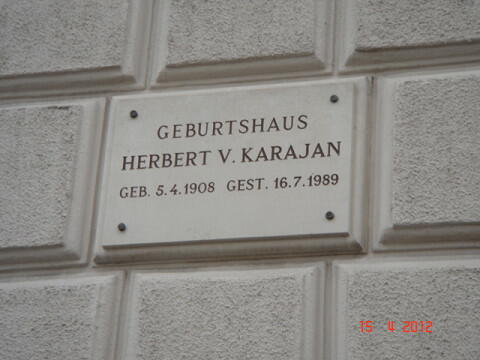 GEBURTSHAUS
HERBERT V. KARAJAN
GEB. 5.4.1908 GEST. 16.7.1989
15 4 2012